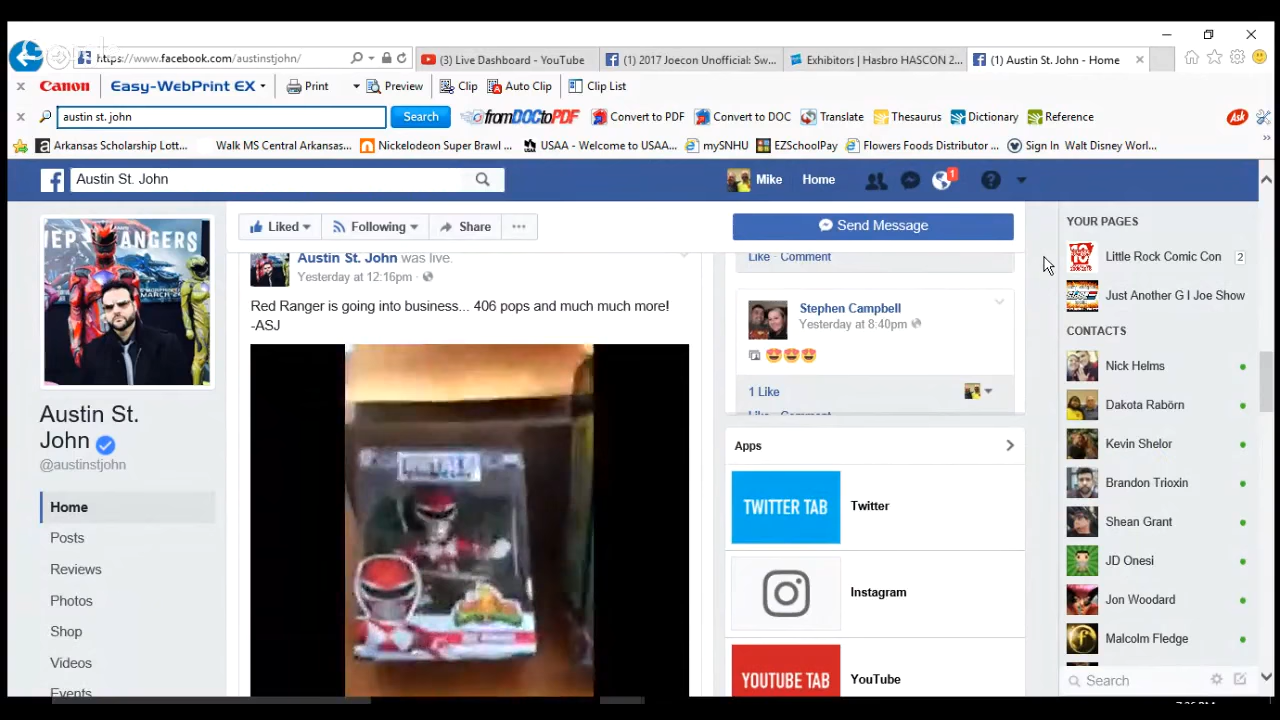 https://www.facebook.com/austinstjohn/
(3) Live Dashboard - YouTube
(1) 2017 Joecon Unofficial: Sw...
Exhibitors | Hasbro HASCON 2...
(1) Austin St. John - Home
Canon Easy-WebPrint EX
Print
Preview
Clip
Auto Clip
Clip List
austin st. john
Search
fromDOCtoPDF
Convert to PDF
Convert to DOC
Translate
Thesaurus
Dictionary
Reference
Ask
Arkansas Scholarship Lott...
Walk MS Central Arkansas...
Nickelodeon Super Brawl ...
USAA - Welcome to USAA...
mySNHU
EZSchoolPay
Flowers Foods Distributor ...
Sign In
Walt Disney Worl...
Austin St. John
Mike
Home
1
Liked
Following
Share
Send Message
Austin St. John
@austinstjohn
Home
Posts
Reviews
Photos
Shop
Videos
Events
Austin St. John was live.
Yesterday at 12:16pm
Red Ranger is going into business... 406 pops and much much more!
-ASJ
Like · Comment
Stephen Campbell
Yesterday at 8:40pm
😍😍😍
1 Like
Like · Comment
Apps
TWITTER TAB
Twitter
Instagram
YOUTUBE TAB
YouTube
YOUR PAGES
Little Rock Comic Con 2
Just Another G I Joe Show
CONTACTS
Nick Helms
Dakota Rabörn
Kevin Shelor
Brandon Trioxin
Shean Grant
JD Onesi
Jon Woodard
Malcolm Fledge
Search